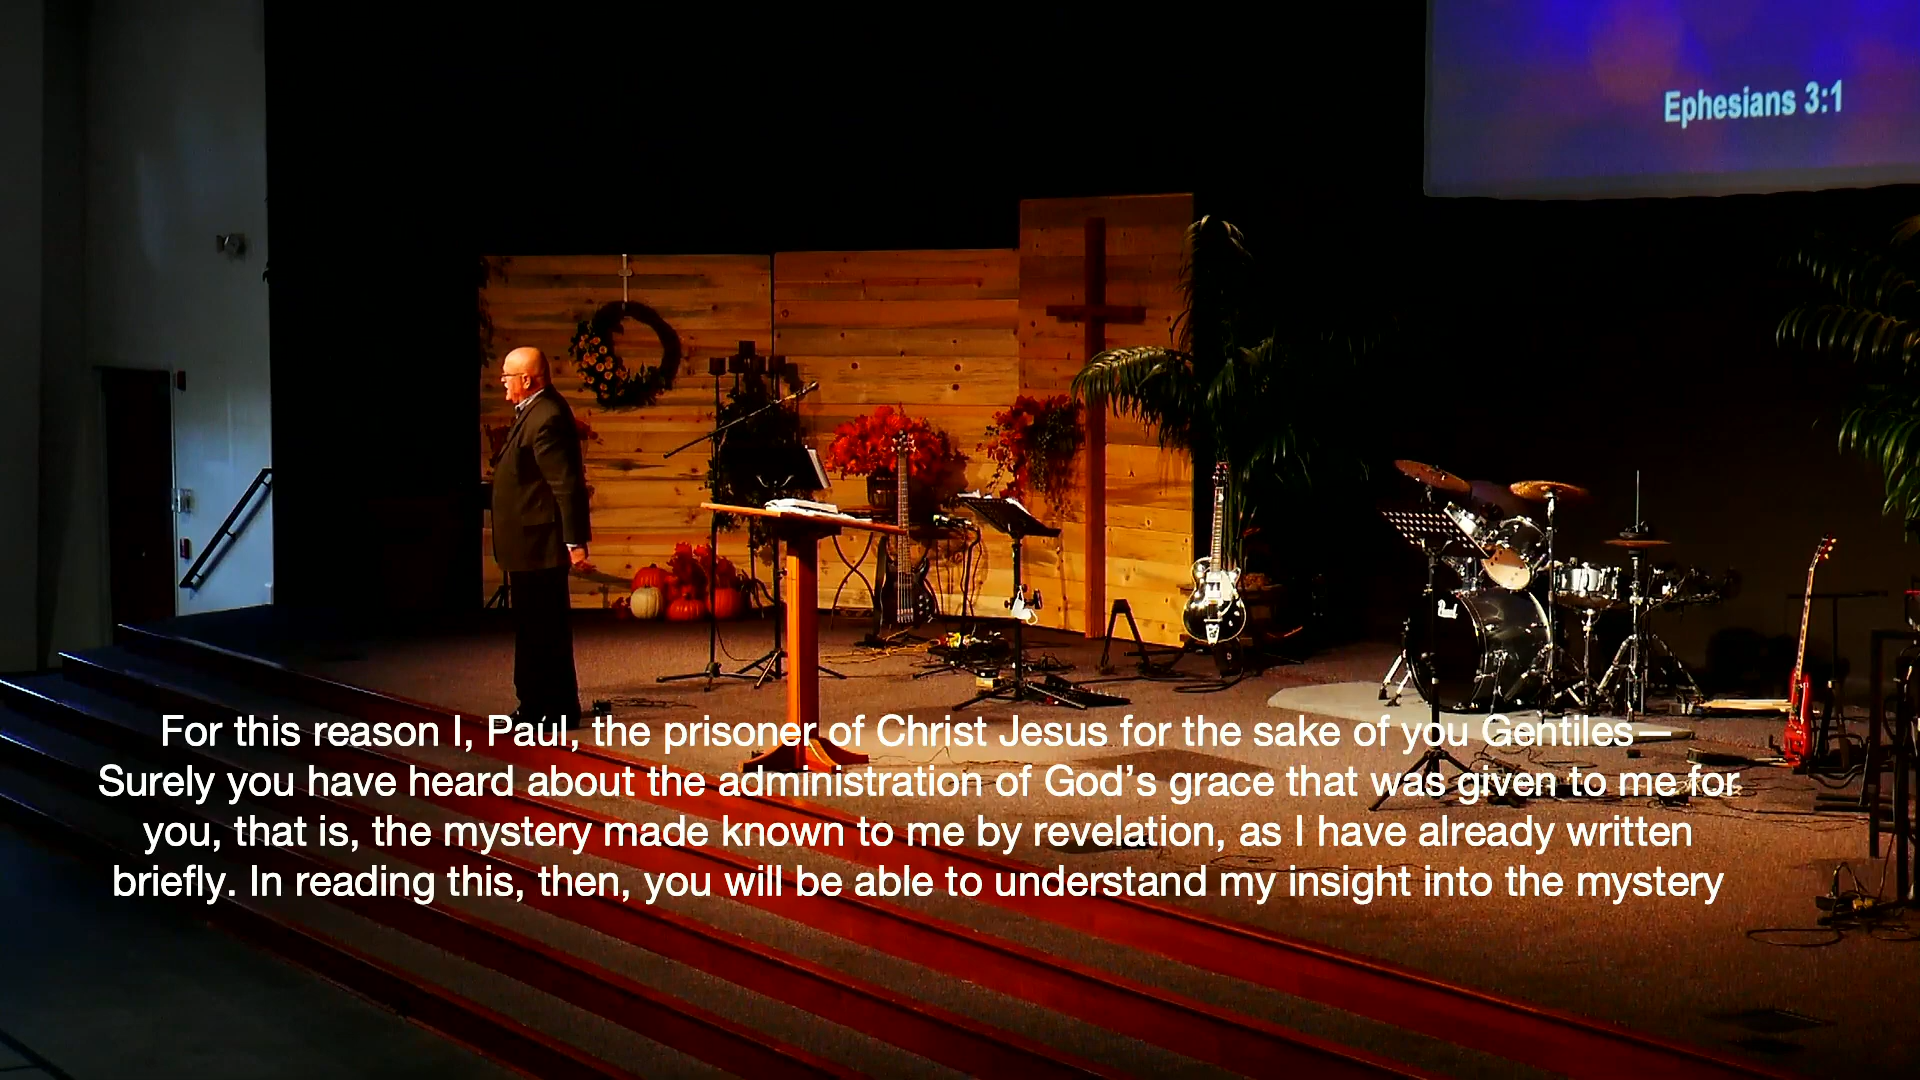 Ephesians 3:1
Pearl
For this reason I, Paul, the prisoner of Christ Jesus for the sake of you Gentiles—
Surely you have heard about the administration of God’s grace that was given to me for
you, that is, the mystery made known to me by revelation, as I have already written
briefly. In reading this, then, you will be able to understand my insight into the mystery